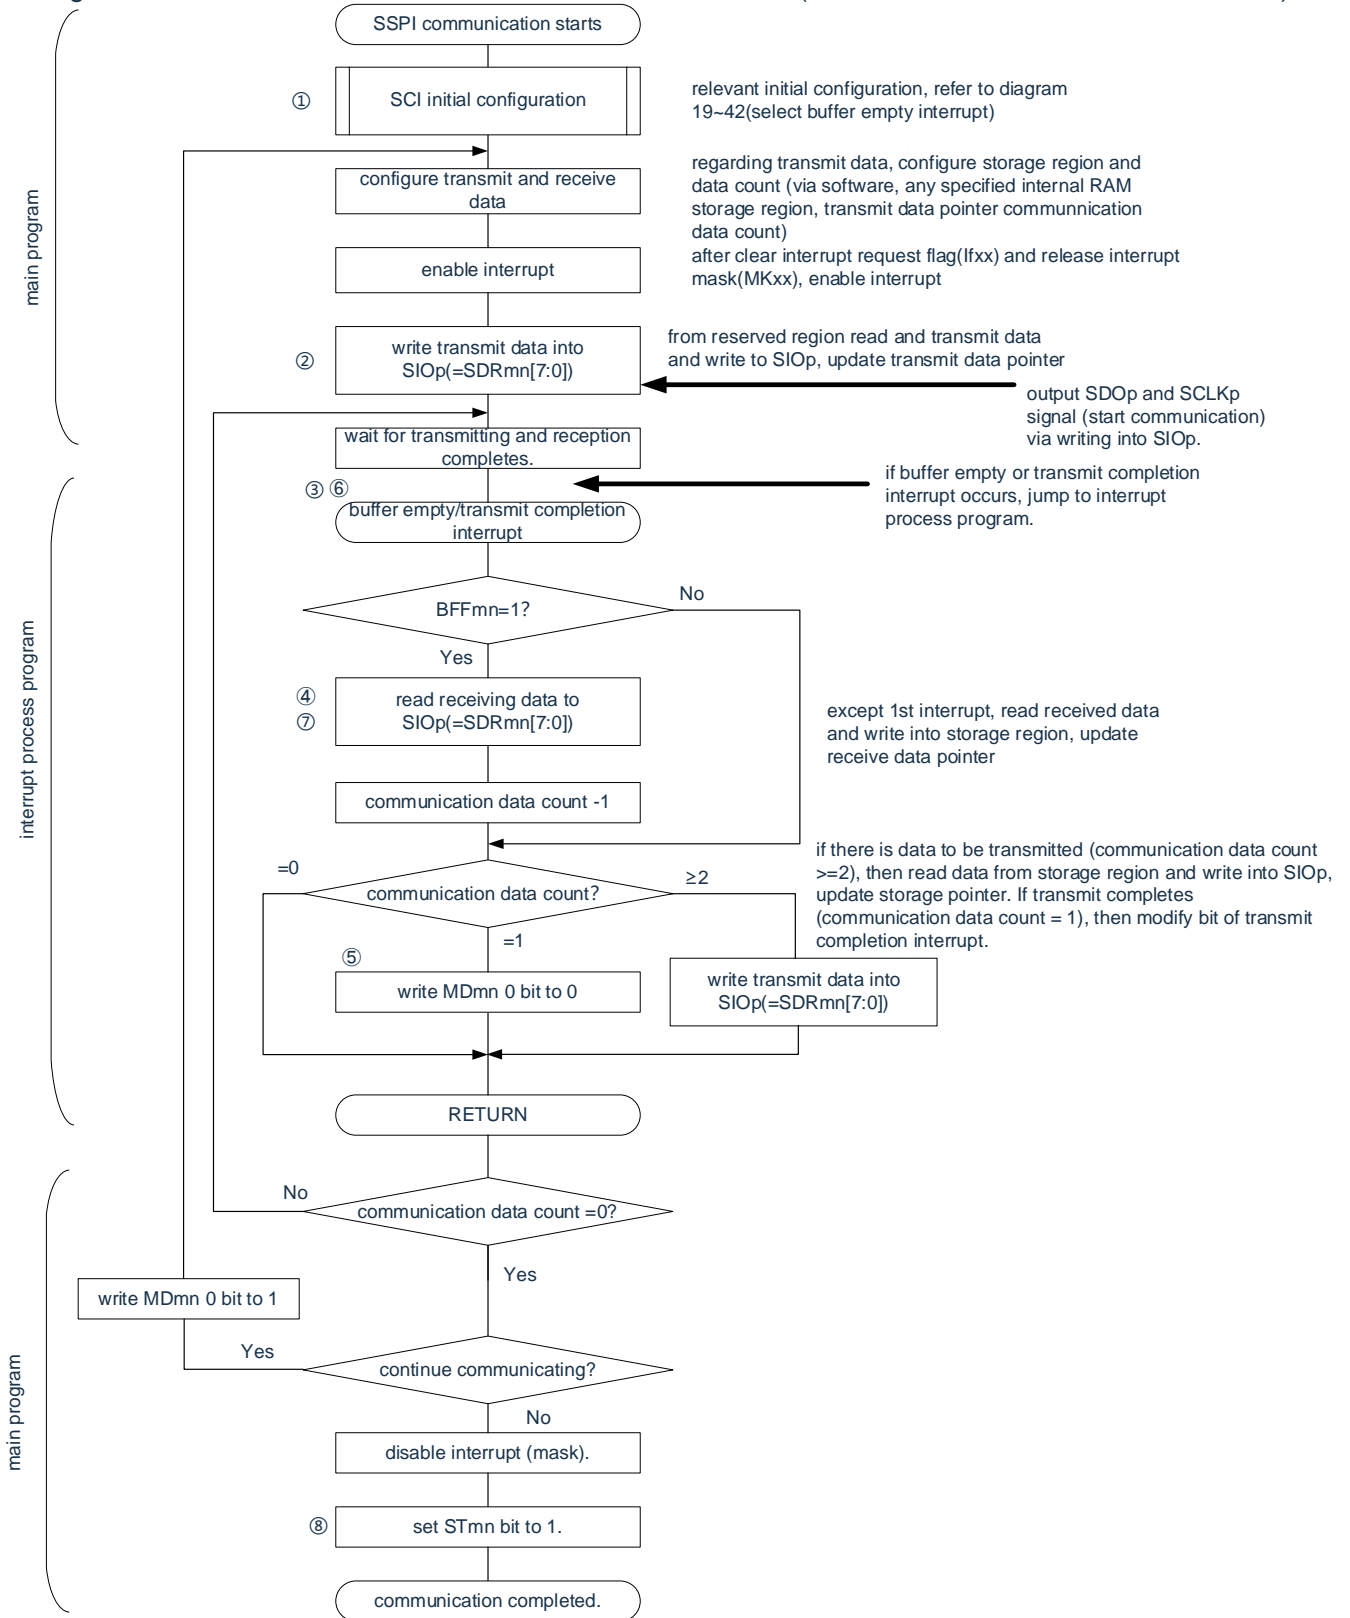 SSPI communication starts
①
SCI initial configuration
relevant initial configuration, refer to diagram
19~42(select buffer empty interrupt)
main program
configure transmit and receive
data
regarding transmit data, configure storage region and
data count (via software, any specified internal RAM
storage region, transmit data pointer communnication
data count)
enable interrupt
after clear interrupt request flag(Ifxx) and release interrupt
mask(MKxx), enable interrupt
②
write transmit data into
SIOp(=SDRmn[7:0])
from reserved region read and transmit data
and write to SIOp, update transmit data pointer
output SDOp and SCLKp
signal (start communication)
via writing into SIOp.
wait for transmitting and reception
completes.
③ ⑥
if buffer empty or transmit completion
interrupt occurs, jump to interrupt
process program.
buffer empty/transmit completion
interrupt
interrupt process program
BFFmn=1?
No
Yes
④
⑦
read receiving data to
SIOp(=SDRmn[7:0])
except 1st interrupt, read received data
and write into storage region, update
receive data pointer
communication data count -1
=0
communication data count?
≥2
=1
if there is data to be transmitted (communication data count
>=2), then read data from storage region and write into SIOp,
update storage pointer. If transmit completes
(communication data count = 1), then modify bit of transmit
completion interrupt.
⑤
write MDmn 0 bit to 0
write transmit data into
SIOp(=SDRmn[7:0])
RETURN
main program
No
communication data count =0?
Yes
write MDmn 0 bit to 1
Yes
continue communicating?
No
disable interrupt (mask).
⑧
set STmn bit to 1.
communication completed.